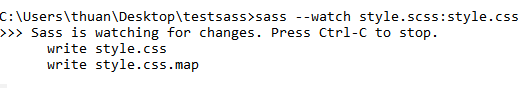 C:\Users\thuan\Desktop\testsass>sass --watch style.scss:style.css
>>> Sass is watching for changes. Press Ctrl-C to stop.
      write style.css
      write style.css.map